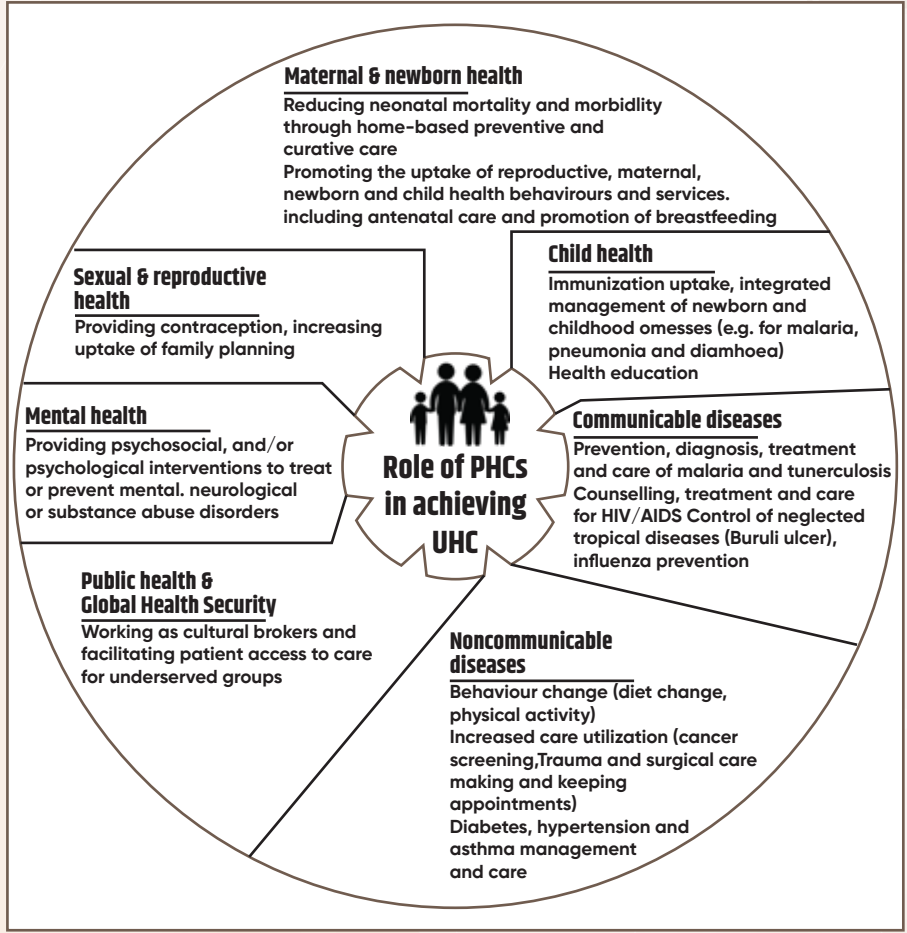 Maternal & newborn health
Reducing neonatal mortality and morbidlity
through home-based preventive and
curative care
Promoting the uptake of reproductive, maternal,
newborn and child health behavirours and services.
including antenatal care and promotion of breastfeeding
Sexual & reproductive
health
Providing contraception, increasing
uptake of family planning
Child health
Immunization uptake, integrated
management of newborn and
childhood omesses (e.g. for malaria,
pneumonia and diamhoea)
Health education
Mental health
Providing psychosocial, and/or
psychological interventions to treat
or prevent mental. neurological
or substance abuse disorders
Role of PHCs
in achieving
UHC
Communicable diseases
Prevention, diagnosis, treatment
and care of malaria and tunerculosis
Counselling, treatment and care
for HIV/AIDS Control of neglected
tropical diseases (Buruli ulcer),
influenza prevention
Public health &
Global Health Security
Working as cultural brokers and
facilitating patient access to care
for underserved groups
Noncommunicable
diseases
Behaviour change (diet change,
physical activity)
Increased care utilization (cancer
screening,Trauma and surgical care
making and keeping
appointments)
Diabetes, hypertension and
asthma management
and care